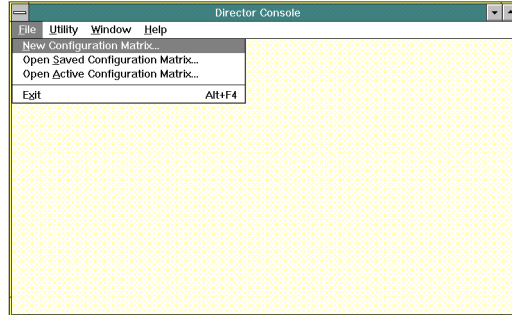 Director Console
File Utility Window Help
New Configuration Matrix...
Open Saved Configuration Matrix...
Open Active Configuration Matrix...
Exit Alt+F4